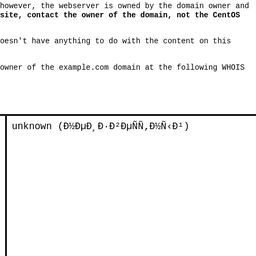 however, the webserver is owned by the domain owner and
site, contact the owner of the domain, not the CentOS
oesn't have anything to do with the content on this
owner of the example.com domain at the following WHOIS
unknown (Ð½ÐµÐ¸Ð·Ð²ÐµÑÑ‚Ð½Ñ‹Ð¹)